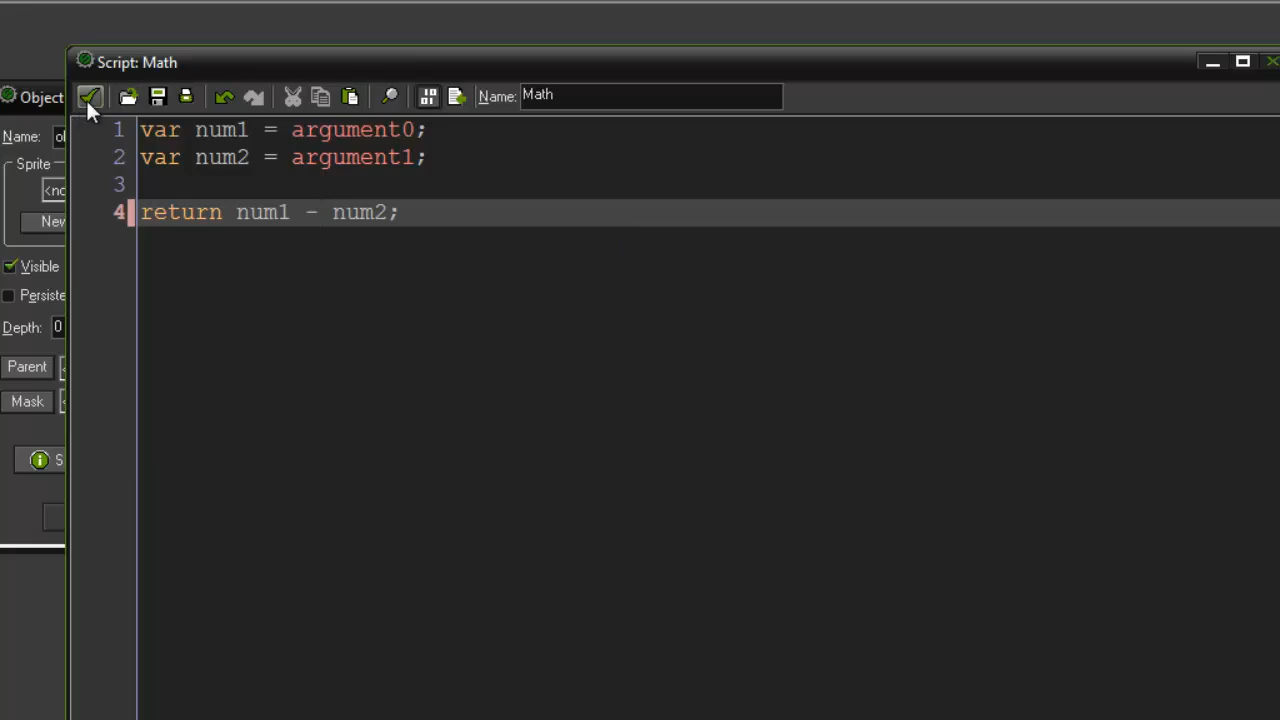 Script: Math
Object
Name:
Math
Name:
1 var num1 = argument0;
2 var num2 = argument1;
3
4 return num1 - num2;
Sprite
New
Visible
Depth: 0
Parent
Mask
S